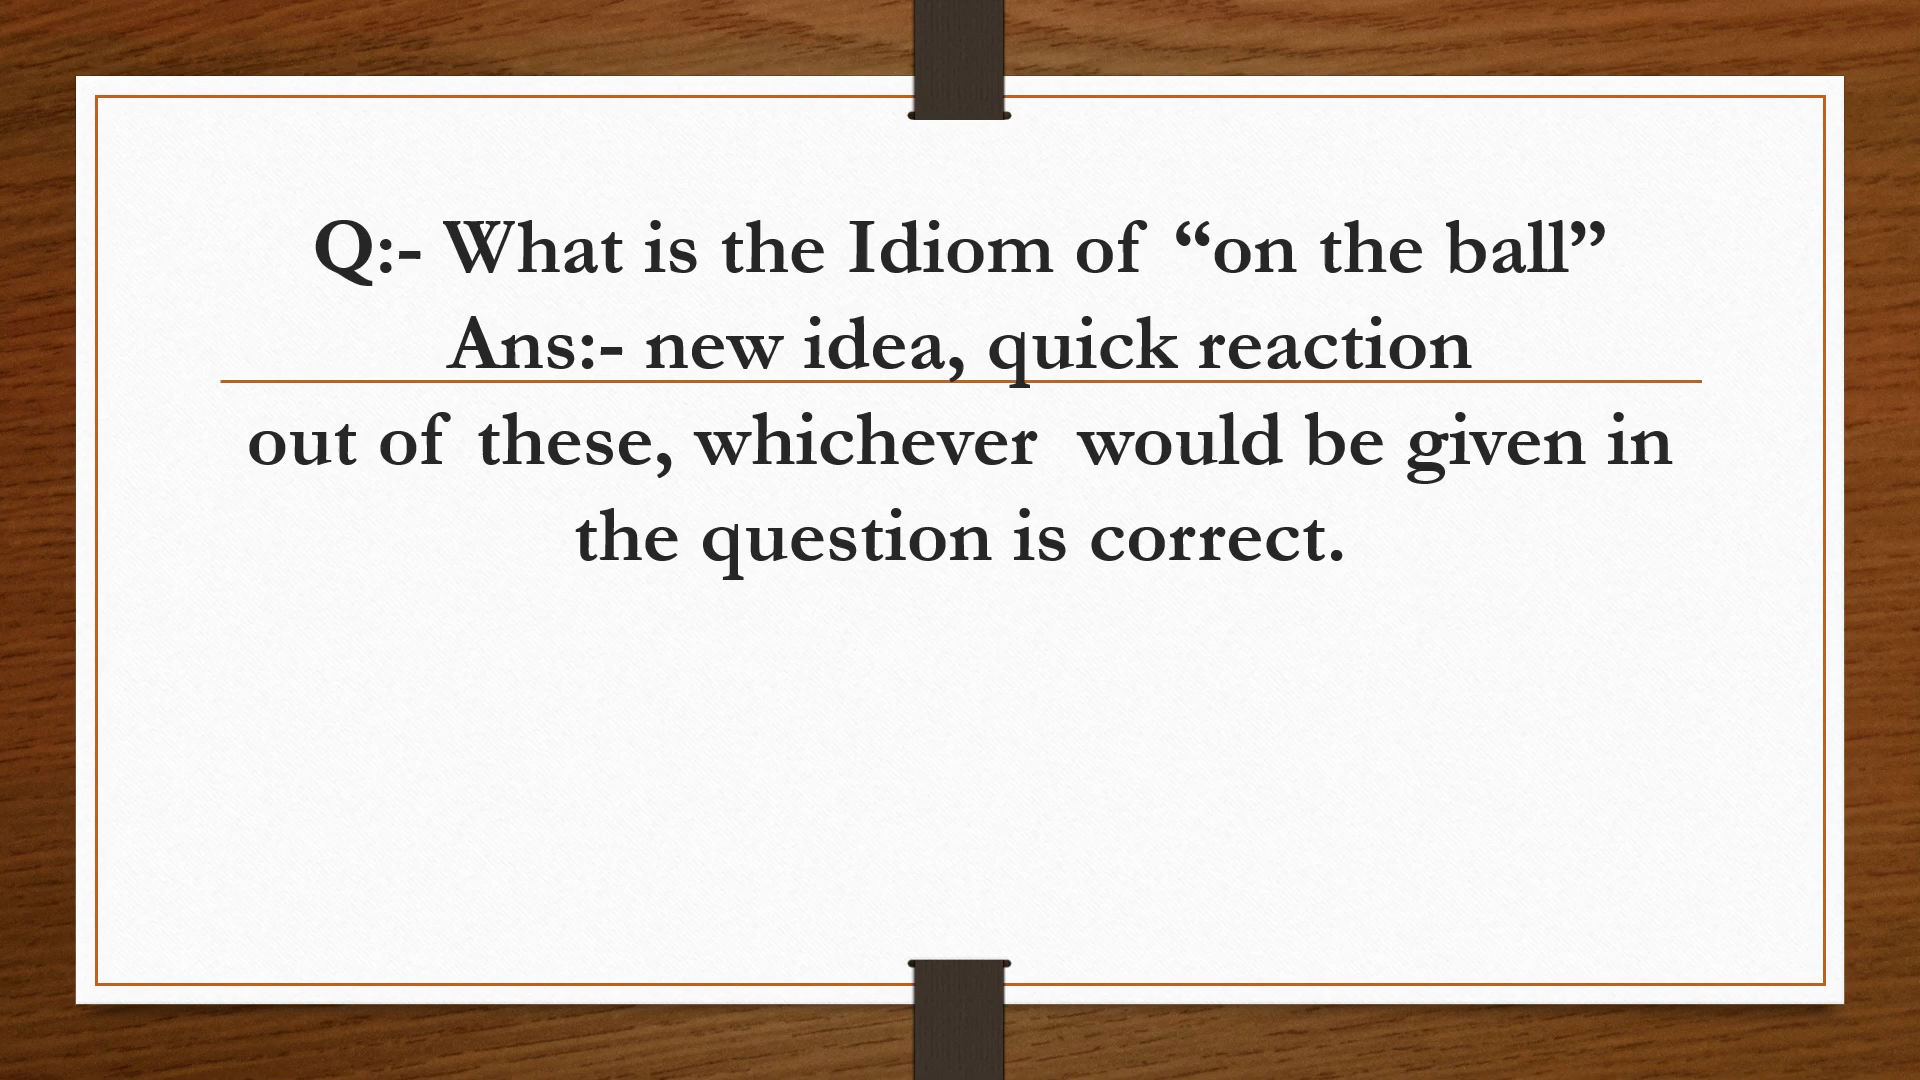 Q:- What is the Idiom of “on the ball”
Ans:- new idea, quick reaction
out of these, whichever would be given in
the question is correct.